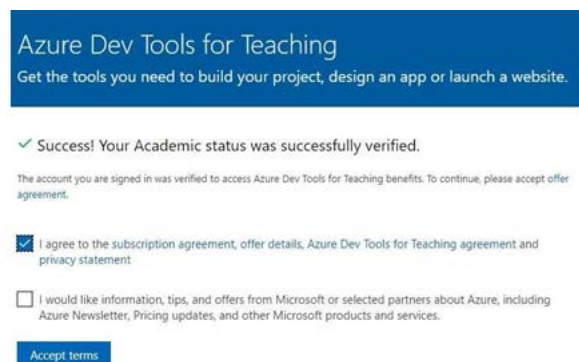 Azure Dev Tools for Teaching
Get the tools you need to build your project, design an app or launch a website.
Success! Your Academic status was successfully verified.
The account you are signed in was verified to access Azure Dev Tools for Teaching benefits. To continue, please accept offer
agreement.
I agree to the subscription agreement, offer details, Azure Dev Tools for Teaching agreement and
privacy statement
I would like information, tips, and offers from Microsoft or selected partners about Azure, including
Azure Newsletter, Pricing updates, and other Microsoft products and services.
Accept terms